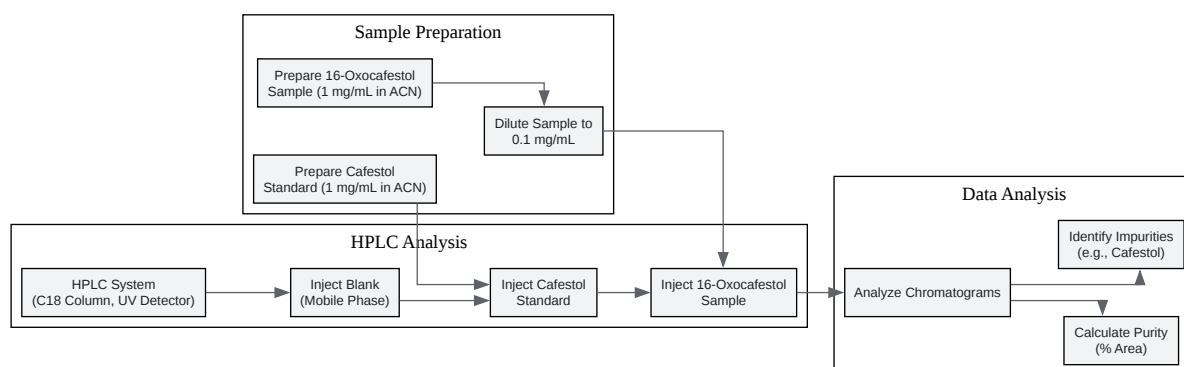 Sample Preparation
Prepare 16-Oxocafestol
Sample (1 mg/mL in ACN)
Dilute Sample to
0.1 mg/mL
Prepare Cafestol
Standard (1 mg/mL in ACN)
HPLC Analysis
HPLC System
(C18 Column, UV Detector)
Inject Blank
(Mobile Phase)
Inject Cafestol
Standard
Inject 16-Oxocafestol
Sample
Data Analysis
Analyze Chromatograms
Identify Impurities
(e.g., Cafestol)
Calculate Purity
(% Area)